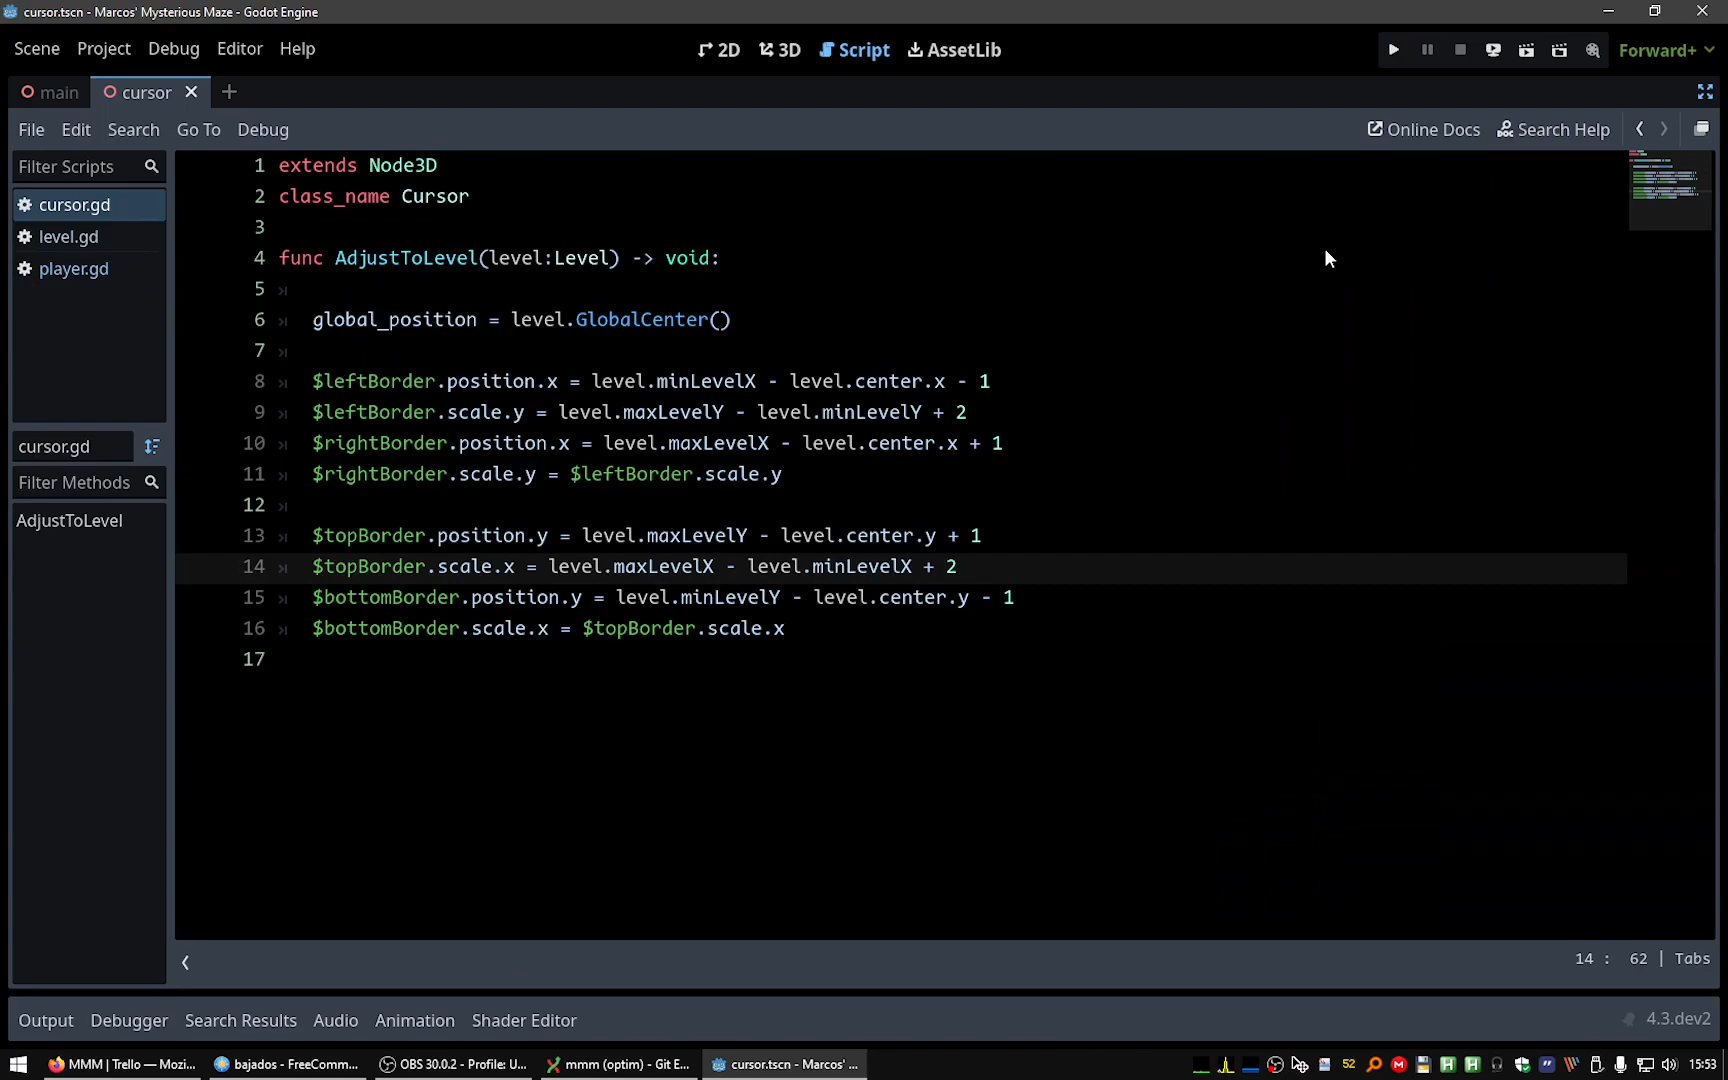 cursor.tscn - Marcos' Mysterious Maze - Godot Engine
Scene Project Debug Editor Help 2D 3D Script AssetLib Forward+
main cursor
File Edit Search Go To Debug Online Docs Search Help
Filter Scripts
cursor.gd
level.gd
player.gd
cursor.gd
Filter Methods
AdjustToLevel
1 extends Node3D
2 class_name Cursor
3
4 func AdjustToLevel(level:Level) -> void:
5
6 global_position = level.GlobalCenter()
7
8 $leftBorder.position.x = level.minLevelX - level.center.x - 1
9 $leftBorder.scale.y = level.maxLevelY - level.minLevelY + 2
10 $rightBorder.position.x = level.maxLevelX - level.center.x + 1
11 $rightBorder.scale.y = $leftBorder.scale.y
12
13 $topBorder.position.y = level.maxLevelY - level.center.y + 1
14 $topBorder.scale.x = level.maxLevelX - level.minLevelX + 2
15 $bottomBorder.position.y = level.minLevelY - level.center.y - 1
16 $bottomBorder.scale.x = $topBorder.scale.x
17
14 : 62 | Tabs
Output Debugger Search Results Audio Animation Shader Editor 4.3.dev2
MMM | Trello — Mozi... bajados - FreeComm... OBS 30.0.2 - Profile: U... mmm (optim) - Git E... cursor.tscn - Marcos' ... 52 15:53